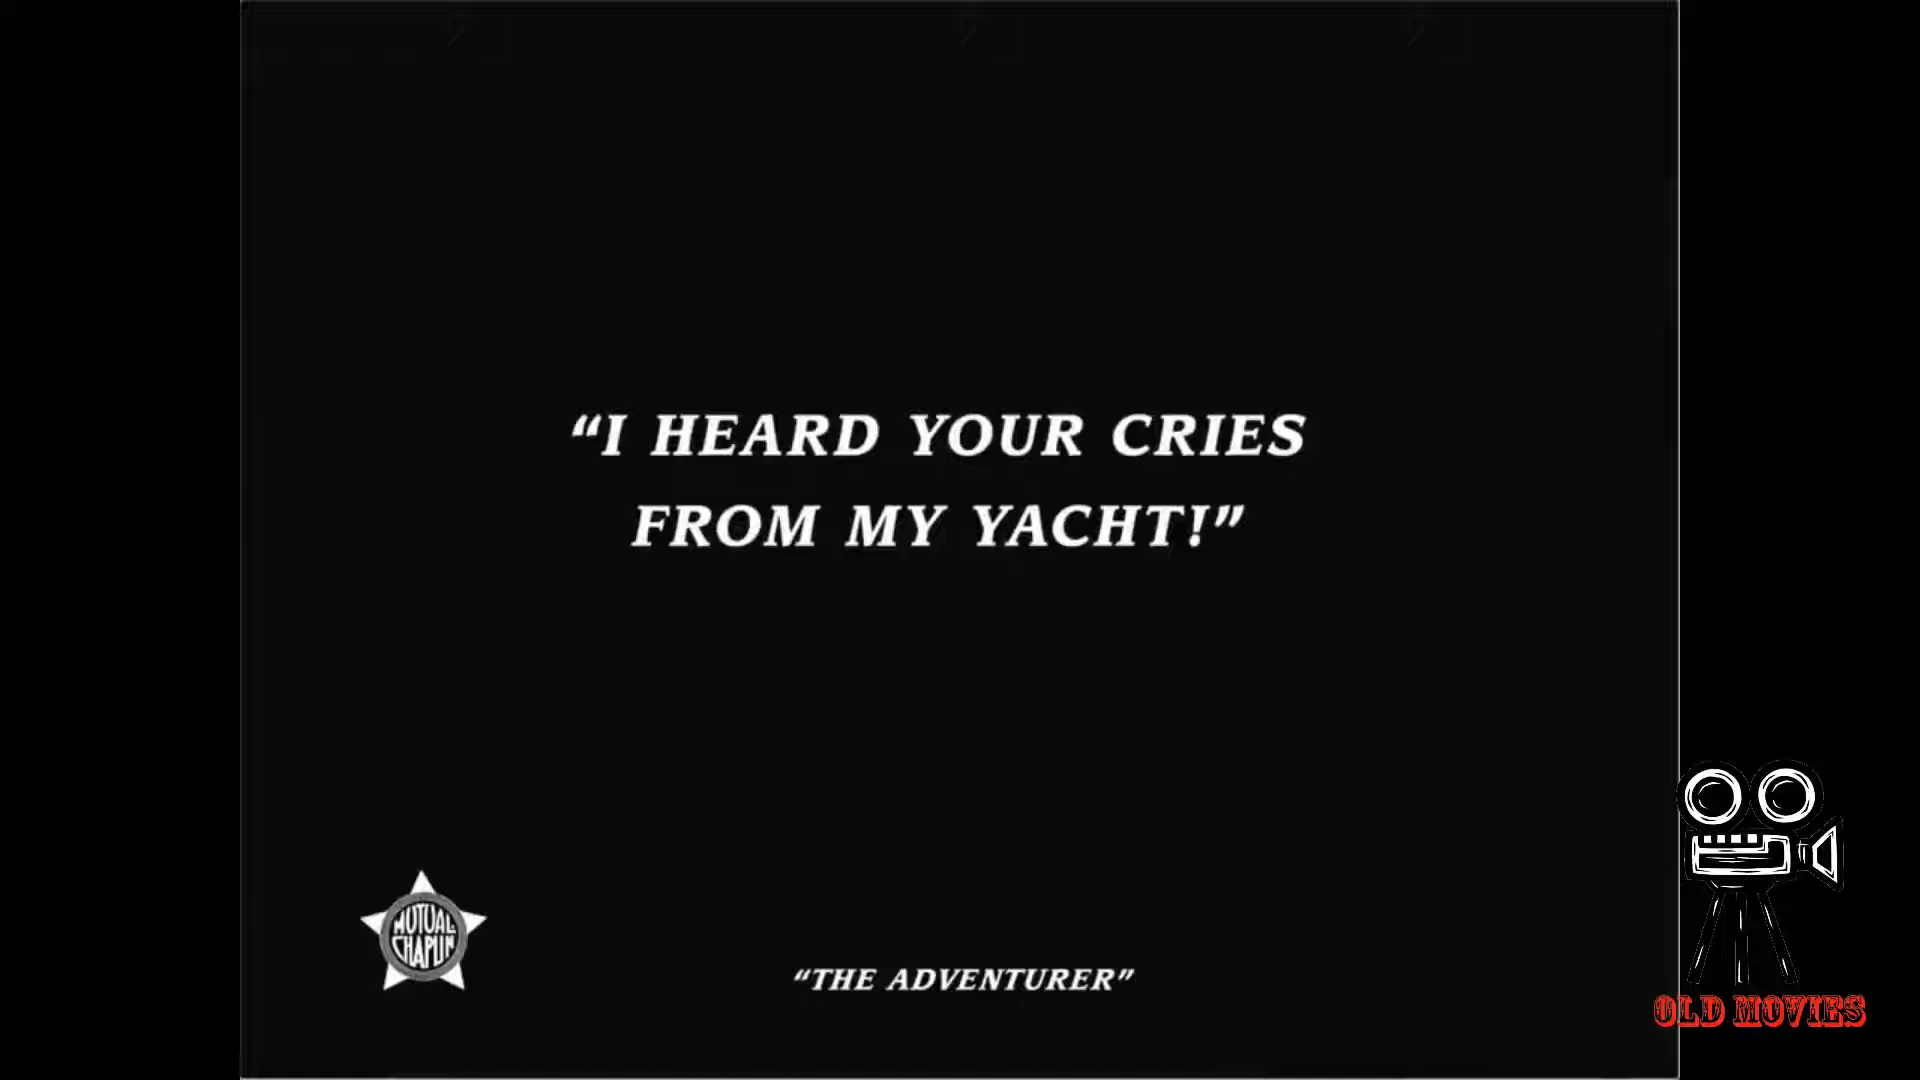 “I HEARD YOUR CRIES
FROM MY YACHT!”
MUTUAL
CHAPLIN
“THE ADVENTURER”
OLD MOVIES